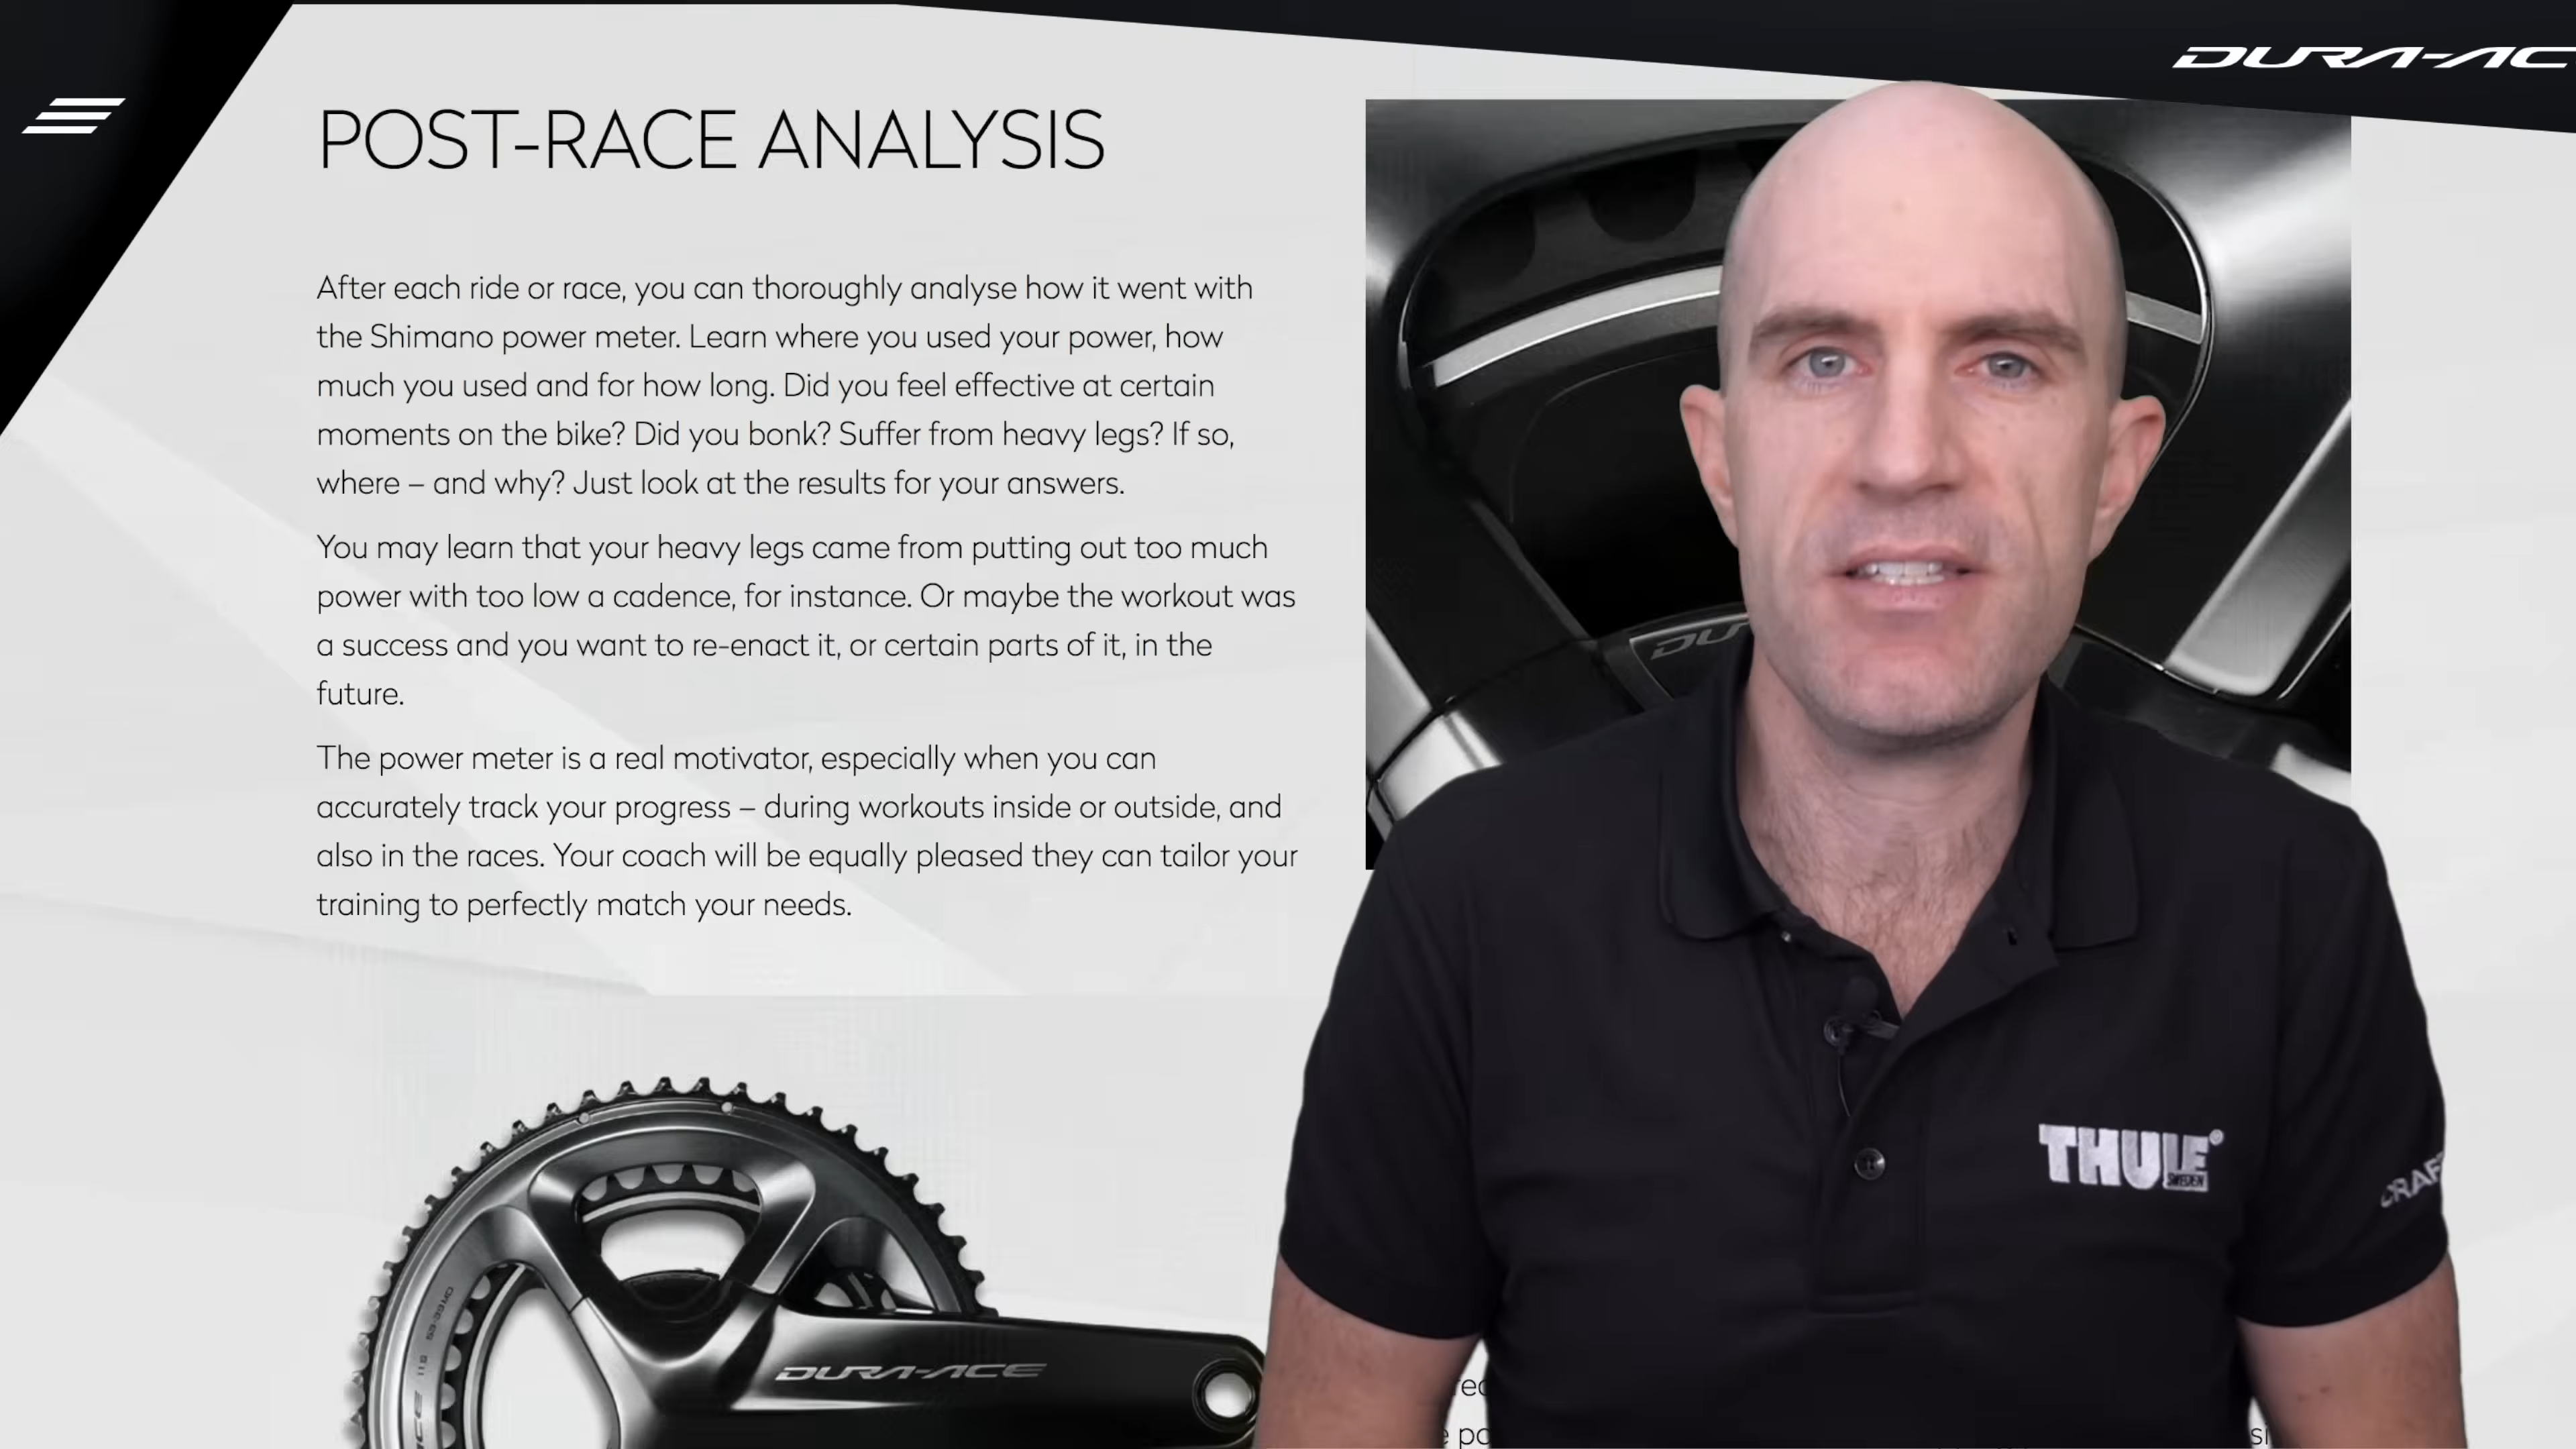 DURA-AC
POST-RACE ANALYSIS
After each ride or race, you can thoroughly analyse how it went with
the Shimano power meter. Learn where you used your power, how
much you used and for how long. Did you feel effective at certain
moments on the bike? Did you bonk? Suffer from heavy legs? If so,
where – and why? Just look at the results for your answers.
You may learn that your heavy legs came from putting out too much
power with too low a cadence, for instance. Or maybe the workout was
a success and you want to re-enact it, or certain parts of it, in the
future.
The power meter is a real motivator, especially when you can
accurately track your progress – during workouts inside or outside, and
also in the races. Your coach will be equally pleased they can tailor your
training to perfectly match your needs.
DU
THULE®
SWEDEN
CRAF
DURA-ACE